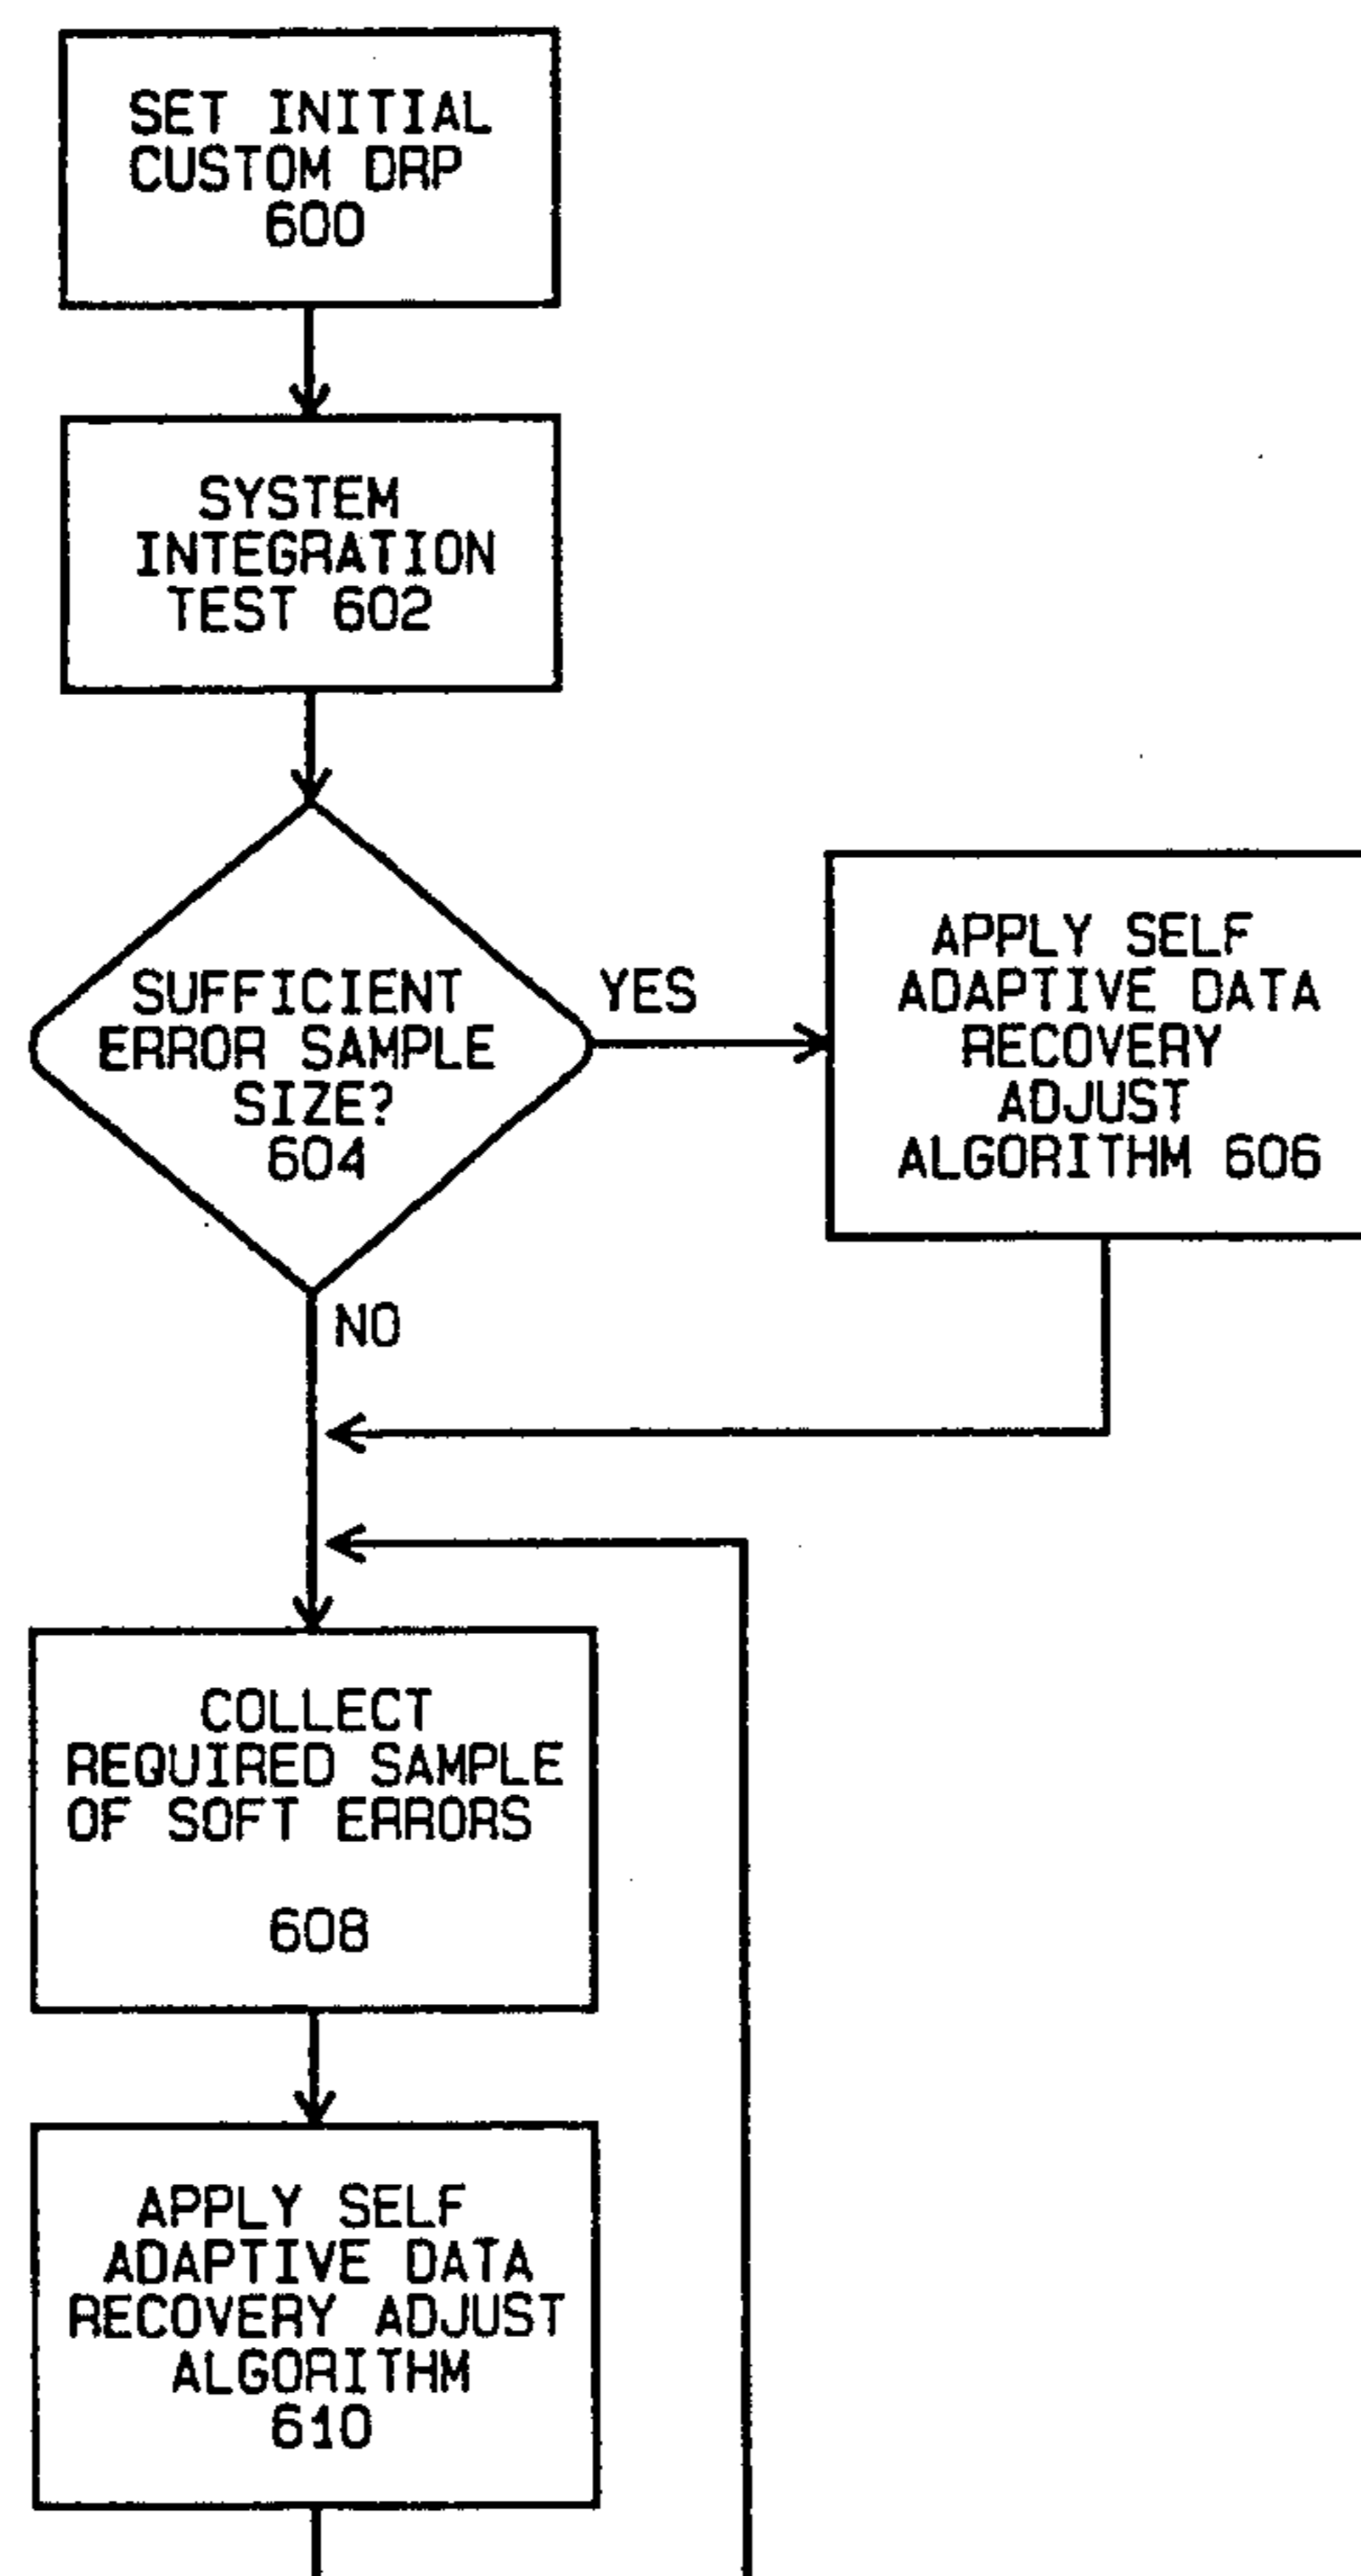 SET INITIAL
CUSTOM DRP
600
SYSTEM
INTEGRATION
TEST 602
SUFFICIENT
ERROR SAMPLE
SIZE?
604
YES
APPLY SELF
ADAPTIVE DATA
RECOVERY
ADJUST
ALGORITHM 606
NO
COLLECT
REQUIRED SAMPLE
OF SOFT ERRORS
608
APPLY SELF
ADAPTIVE DATA
RECOVERY ADJUST
ALGORITHM
610